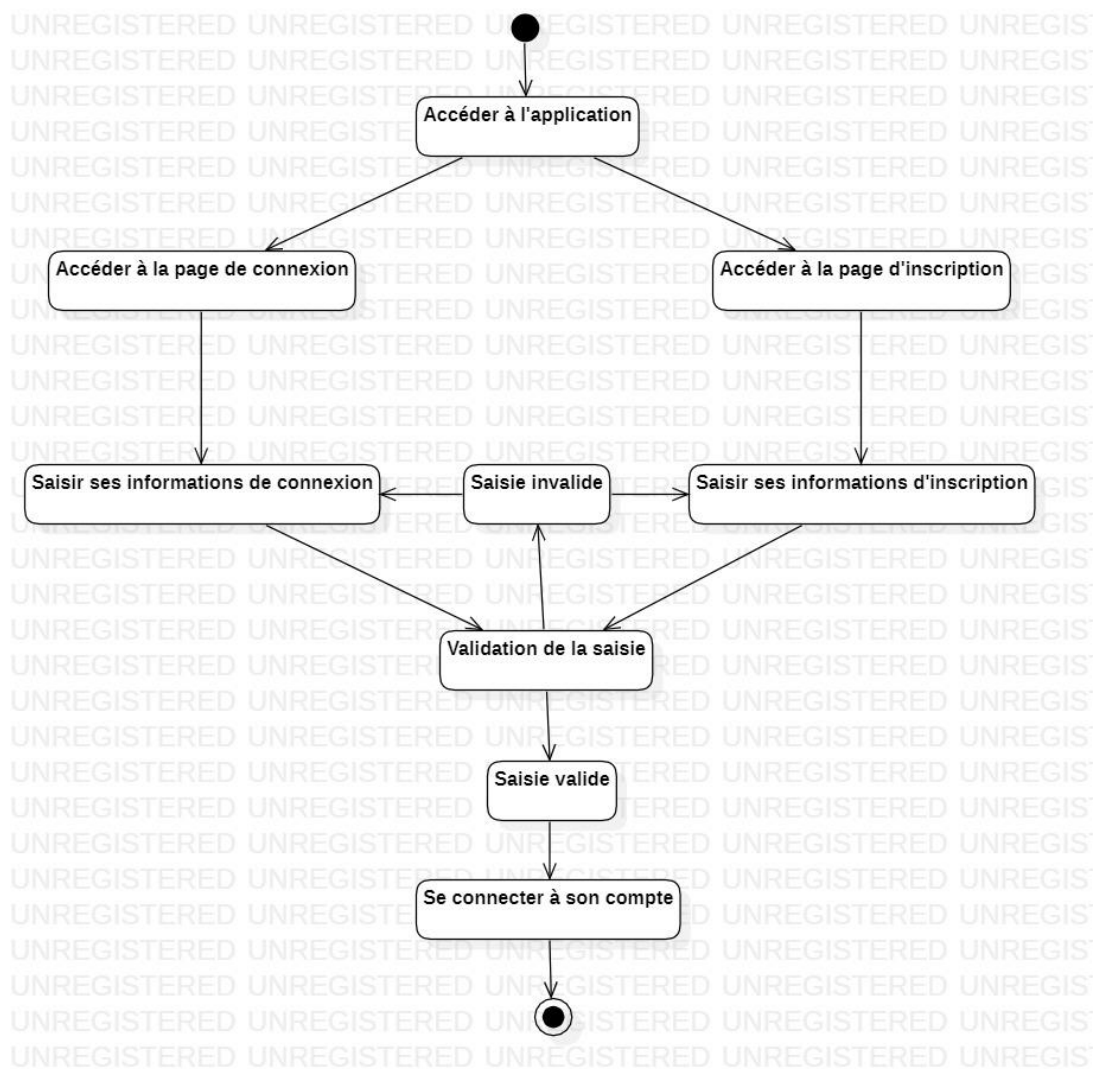 Accéder à l'application
Accéder à la page de connexion
Accéder à la page d'inscription
Saisir ses informations de connexion
Saisie invalide
Saisir ses informations d'inscription
Validation de la saisie
Saisie valide
Se connecter à son compte